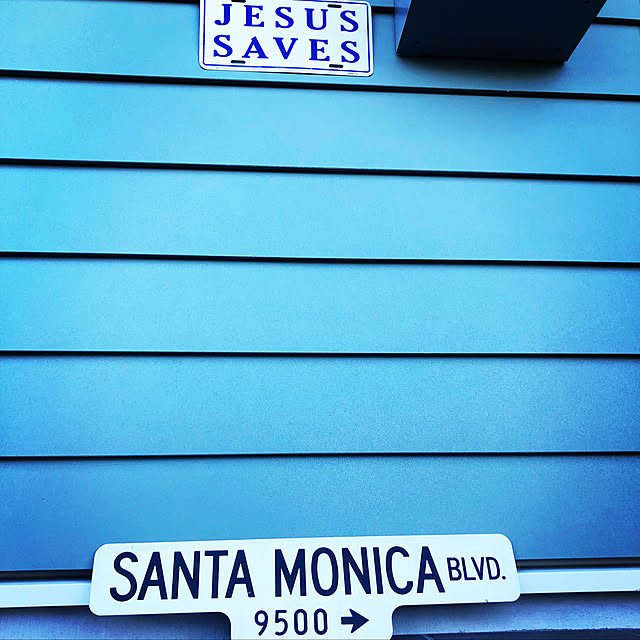 JESUS
SAVES
SANTA MONICA BLVD.
9500 →